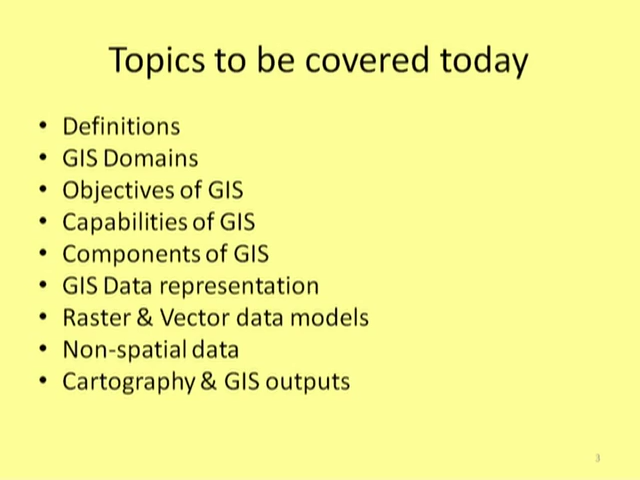 Topics to be covered today
• Definitions
• GIS Domains
• Objectives of GIS
• Capabilities of GIS
• Components of GIS
• GIS Data representation
• Raster & Vector data models
• Non-spatial data
• Cartography & GIS outputs
3